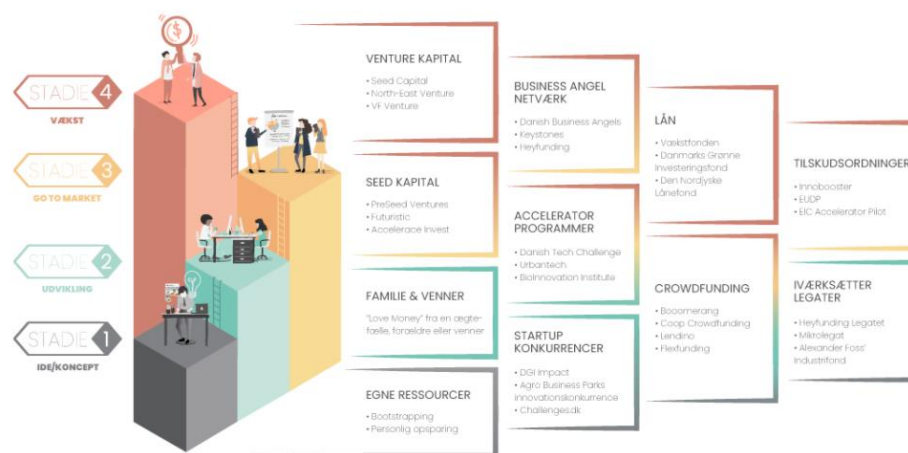 STADIE 4
VÆKST
STADIE 3
GO TO MARKET
STADIE 2
UDVIKLING
STADIE 1
IDE/KONCEPT
VENTURE KAPITAL
• Seed Capital
• North-East Venture
• VF Venture
SEED KAPITAL
• PreSeed Ventures
• Futuristic
• Accelerace Invest
FAMILIE & VENNER
"Love Money" fra en ægte-
fælle, forældre eller venner
EGNE RESSOURCER
• Bootstrapping
• Personlig opsparing
BUSINESS ANGEL
NETVÆRK
• Danish Business Angels
• Keystones
• Heyfunding
ACCELERATOR
PROGRAMMER
• Danish Tech Challenge
• Urbantech
• BioInnovation Institute
STARTUP
KONKURRENCER
• DGI Impact
• Agro Business Parks
innovationskonkurrence
• Challenges.dk
LÅN
• Vækstfonden
• Danmarks Grønne
Investeringsfond
• Den Nordjyske
Lånefond
CROWDFUNDING
• Booomerang
• Coop Crowdfunding
• Lendino
• Flexfunding
TILSKUDSORDNINGER
• Innobooster
• EUDP
• EIC Accelerator Pilot
IVÆRKSÆTTER
LEGATER
• Heyfunding Legatet
• Mikrolegat
• Alexander Foss'
Industrifond